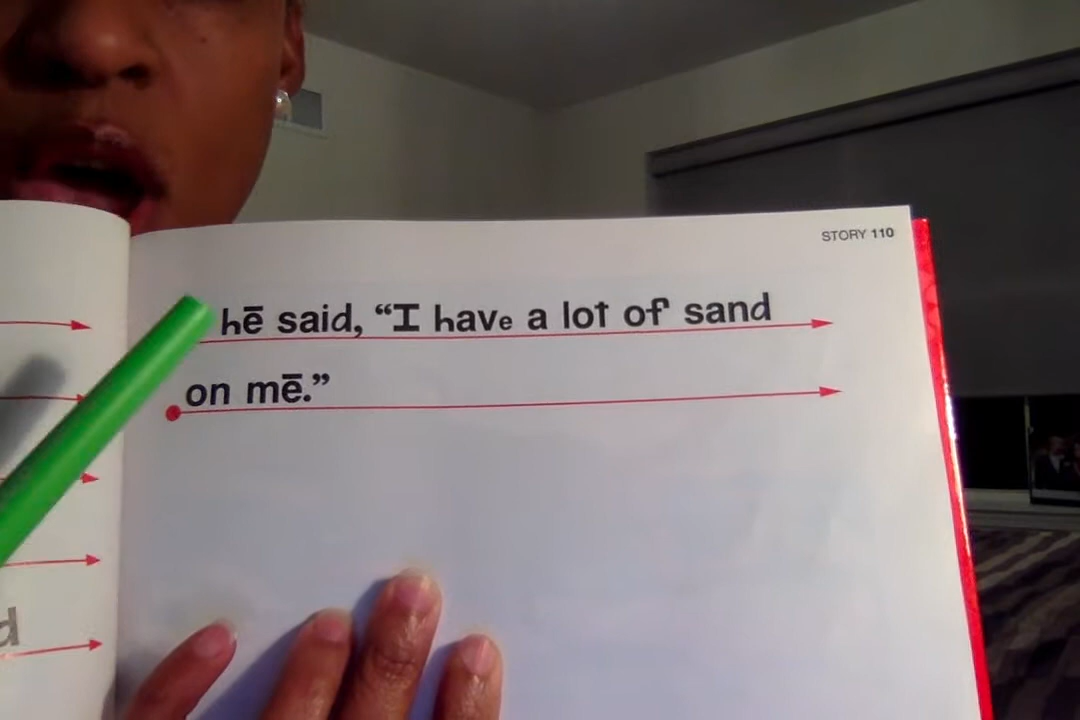 STORY 110
hē said, “I have a lot of sand
on mē.”
d